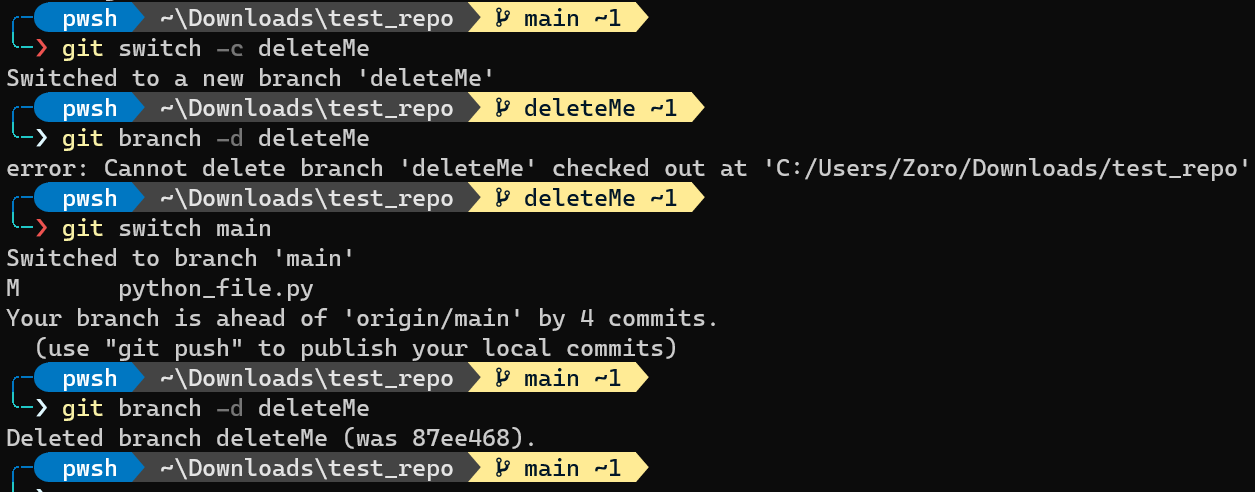 pwsh ~\Downloads\test_repo main ~1
❯ git switch -c deleteMe
Switched to a new branch 'deleteMe'
pwsh ~\Downloads\test_repo deleteMe ~1
❯ git branch -d deleteMe
error: Cannot delete branch 'deleteMe' checked out at 'C:/Users/Zoro/Downloads/test_repo'
pwsh ~\Downloads\test_repo deleteMe ~1
❯ git switch main
Switched to branch 'main'
M       python_file.py
Your branch is ahead of 'origin/main' by 4 commits.
  (use "git push" to publish your local commits)
pwsh ~\Downloads\test_repo main ~1
❯ git branch -d deleteMe
Deleted branch deleteMe (was 87ee468).
pwsh ~\Downloads\test_repo main ~1